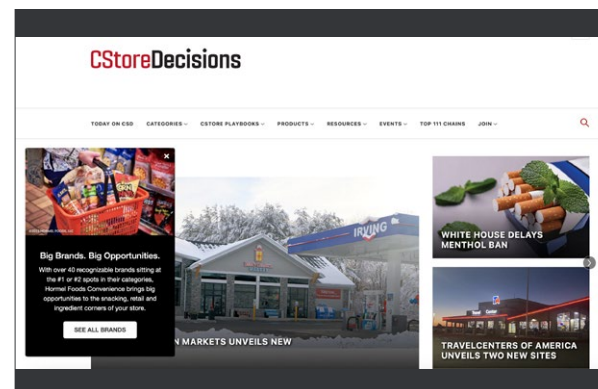 CStoreDecisions
TODAY ON CSD CATEGORIES CSTORE PLAYBOOKS PRODUCTS RESOURCES EVENTS TOP 111 CHAINS JOIN
Big Brands. Big Opportunities.
With over 40 recognizable brands sitting at
the #1 or #2 spots in their categories,
Hormel Foods Convenience brings big
opportunities to the snacking, retail and
ingredient corners of your store.
SEE ALL BRANDS
IRVING
N MARKETS UNVEILS NEW
WHITE HOUSE DELAYS
MENTHOL BAN
Travel Center
TRAVELCENTERS OF AMERICA
UNVEILS TWO NEW SITES